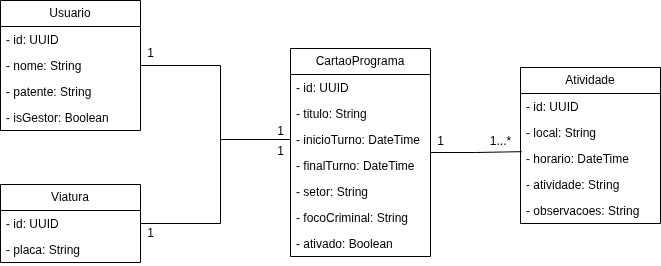 Usuario
- id: UUID
- nome: String
- patente: String
- isGestor: Boolean
1
Viatura
- id: UUID
- placa: String
1
1
1
CartaoPrograma
- id: UUID
- titulo: String
- inicioTurno: DateTime
- finalTurno: DateTime
- setor: String
- focoCriminal: String
- ativado: Boolean
1
1...*
Atividade
- id: UUID
- local: String
- horario: DateTime
- atividade: String
- observacoes: String